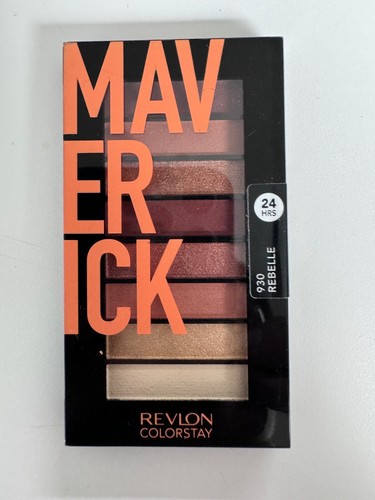 MAV
ER
ICK
24
HRS
930
REBELLE
REVLON
COLORSTAY